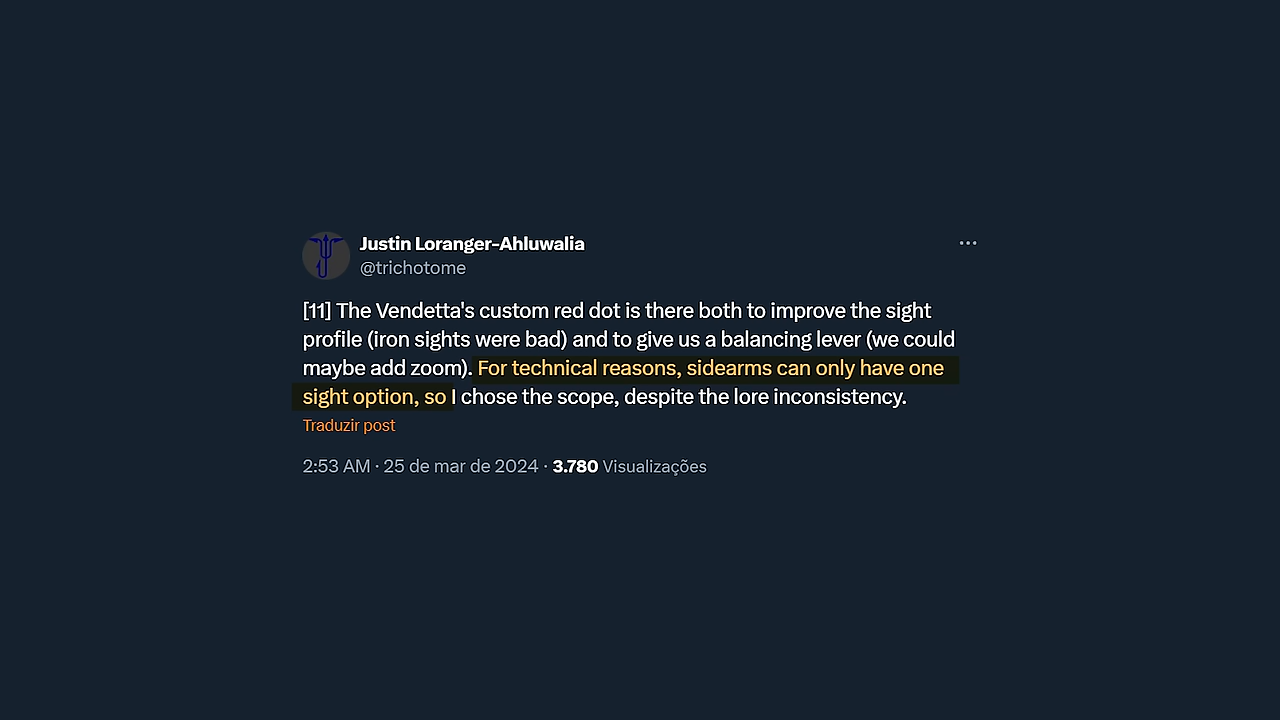 Justin Loranger-Ahluwalia
@trichotome
[11] The Vendetta's custom red dot is there both to improve the sight
profile (iron sights were bad) and to give us a balancing lever (we could
maybe add zoom). For technical reasons, sidearms can only have one
sight option, so I chose the scope, despite the lore inconsistency.
Traduzir post
2:53 AM · 25 de mar de 2024 · 3.780 Visualizações